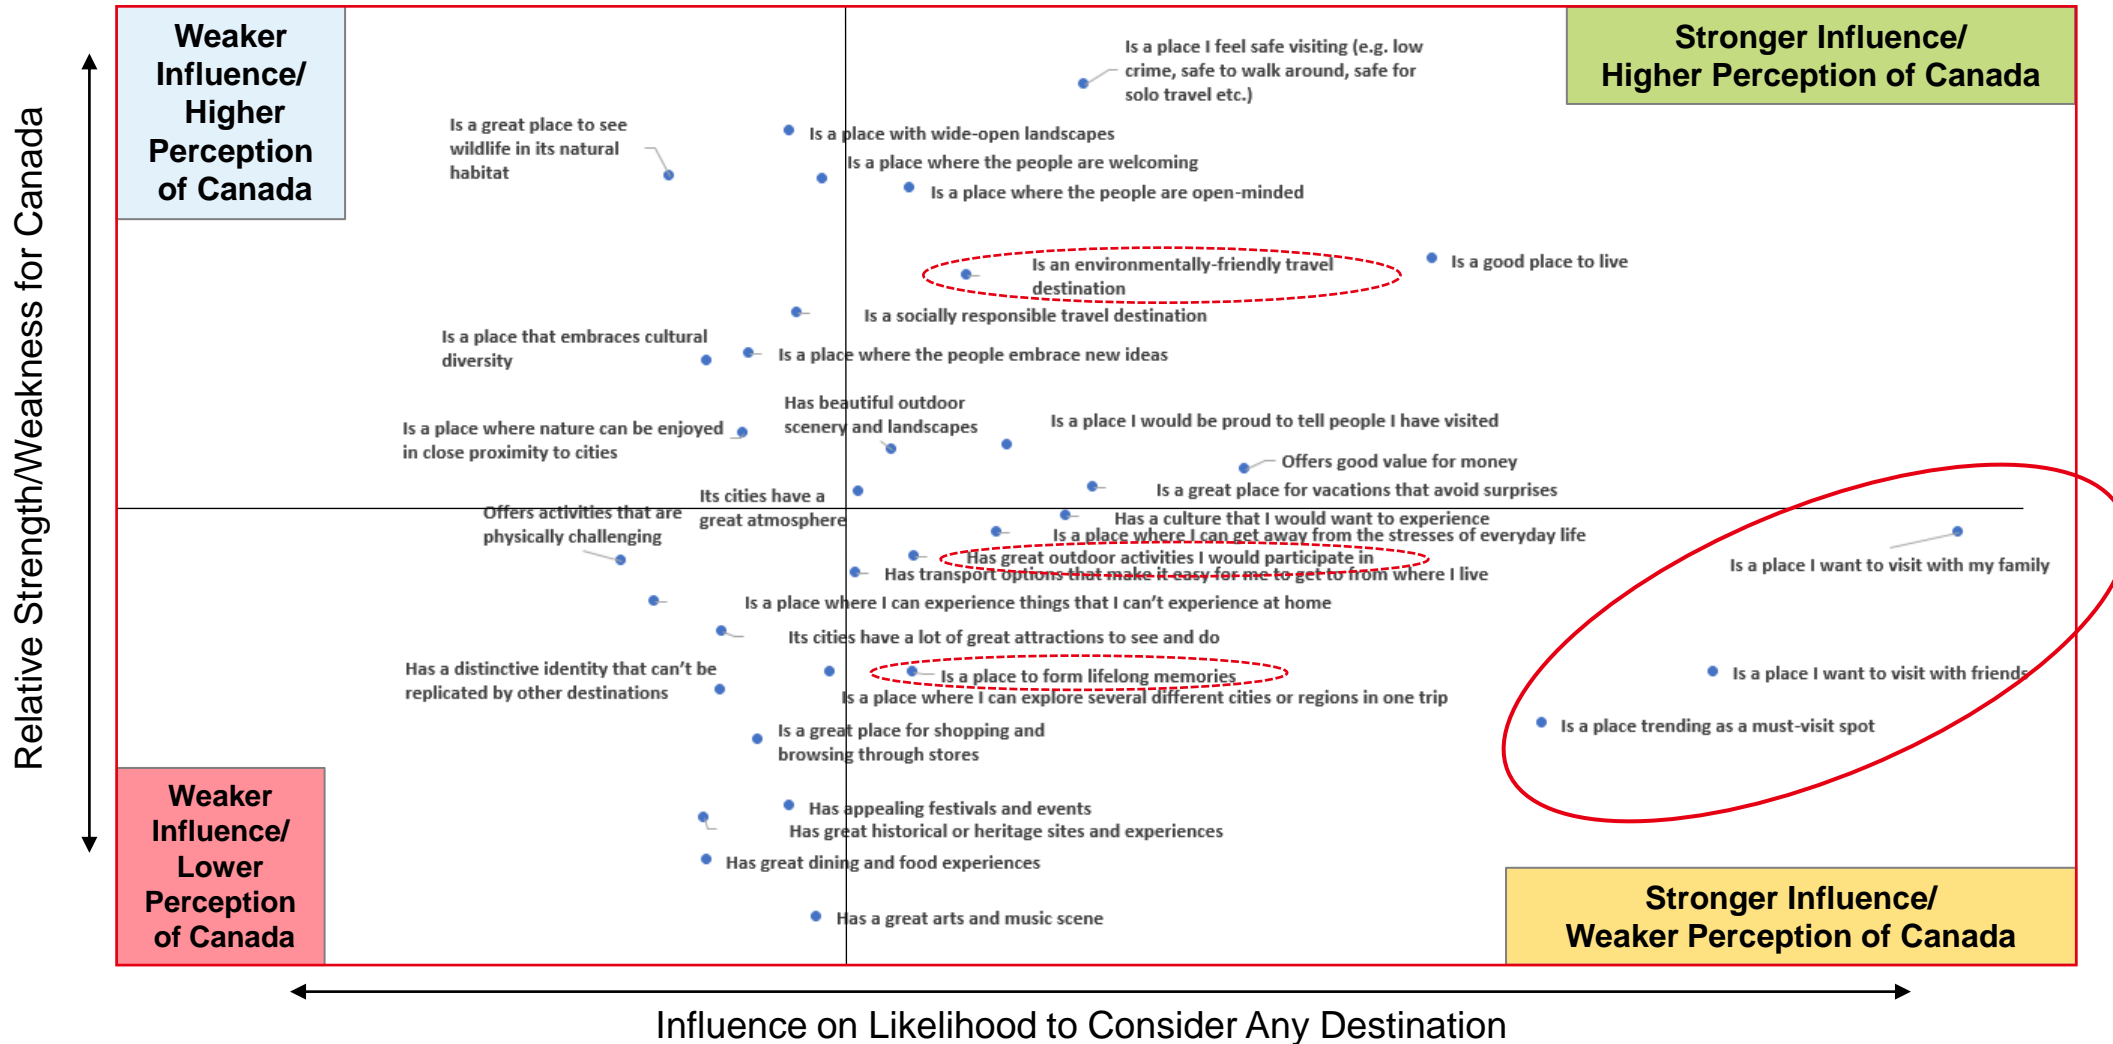 Weaker
Influence/
Higher
Perception
of Canada
Stronger Influence/
Higher Perception of Canada
Relative Strength/Weakness for Canada
Is a place I feel safe visiting (e.g. low
crime, safe to walk around, safe for
solo travel etc.)
Is a great place to see
wildlife in its natural
habitat
Is a place with wide-open landscapes
Is a place where the people are welcoming
Is a place where the people are open-minded
Is an environmentally-friendly travel
destination
Is a good place to live
Is a socially responsible travel destination
Is a place that embraces cultural
diversity
Is a place where the people embrace new ideas
Has beautiful outdoor
scenery and landscapes
Is a place I would be proud to tell people I have visited
Is a place where nature can be enjoyed
in close proximity to cities
Offers good value for money
Its cities have a
great atmosphere
Is a great place for vacations that avoid surprises
Offers activities that are
physically challenging
Has a culture that I would want to experience
Is a place where I can get away from the stresses of everyday life
Has great outdoor activities I would participate in
Is a place I want to visit with my family
Has transport options that make it easy for me to get to from where I live
Is a place where I can experience things that I can’t experience at home
Its cities have a lot of great attractions to see and do
Has a distinctive identity that can’t be
replicated by other destinations
Is a place to form lifelong memories
Is a place I want to visit with friends
Is a place where I can explore several different cities or regions in one trip
Is a place trending as a must-visit spot
Is a great place for shopping and
browsing through stores
Has appealing festivals and events
Has great historical or heritage sites and experiences
Has great dining and food experiences
Has a great arts and music scene
Weaker
Influence/
Lower
Perception
of Canada
Stronger Influence/
Weaker Perception of Canada
Influence on Likelihood to Consider Any Destination